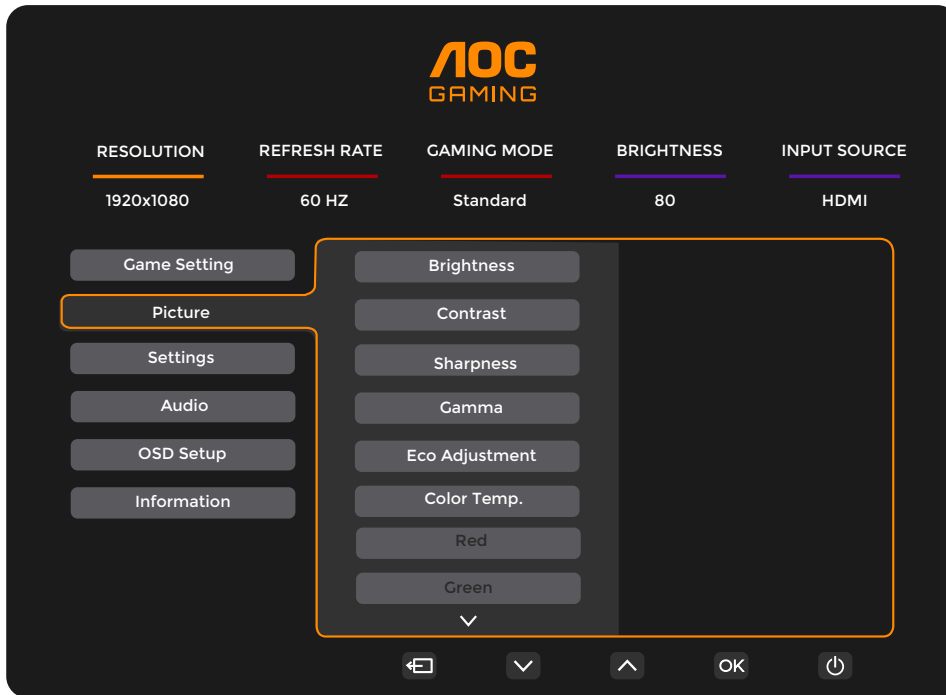 AOC
GAMING
RESOLUTION REFRESH RATE GAMING MODE BRIGHTNESS INPUT SOURCE
1920x1080 60 HZ Standard 80 HDMI
Game Setting
Picture
Settings
Audio
OSD Setup
Information
Brightness
Contrast
Sharpness
Gamma
Eco Adjustment
Color Temp.
Red
Green
OK